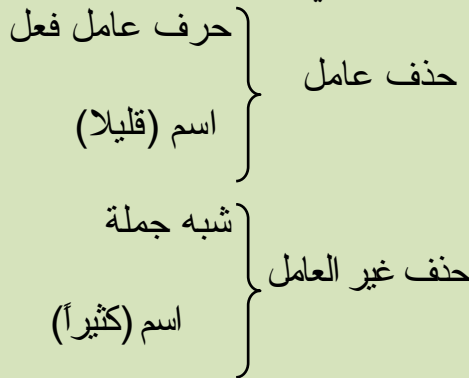 حرف عامل فعل
حذف عامل
اسم (قليلا)
شبه جملة
حذف غير العامل
اسم (كثيراً)